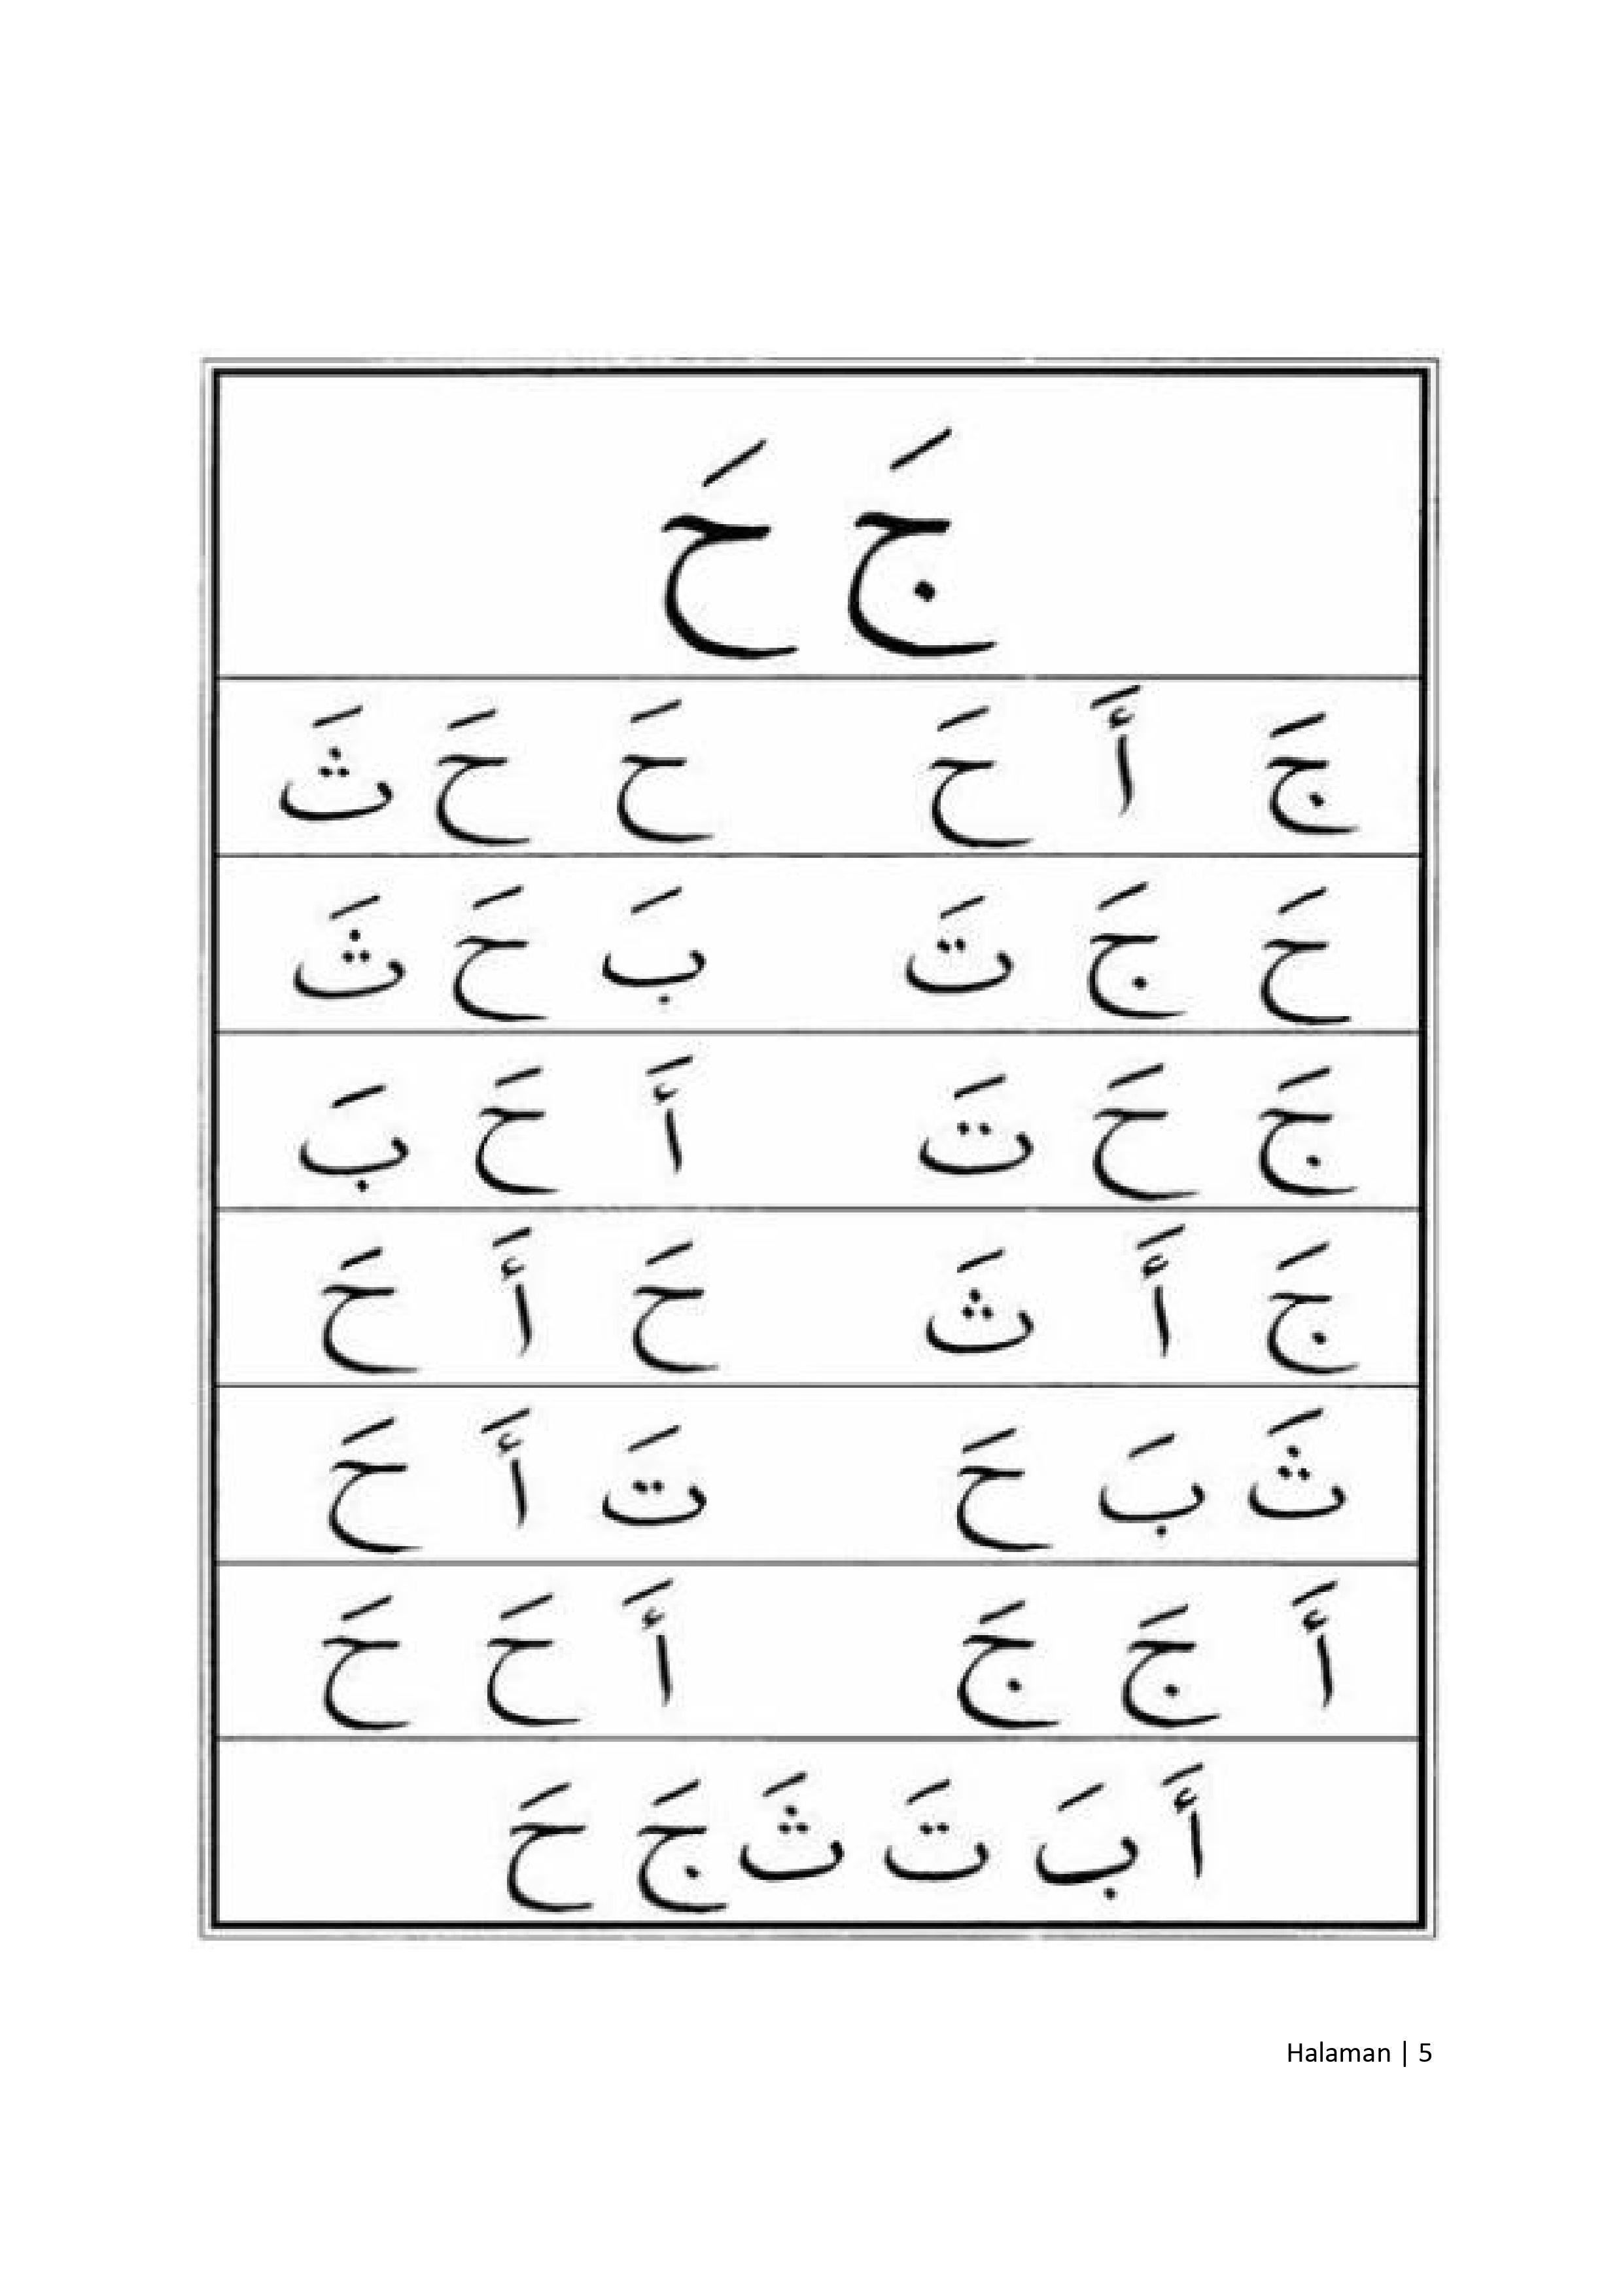 جَ حَ
جَ أَ حَ حَ حَ ثَ
حَ جَ تَ بَ حَ ثَ
جَ حَ تَ أَ حَ بَ
جَ أَ ثَ حَ أَ حَ
ثَ بَ حَ تَ أَ حَ
أَ جَ جَ أَ حَ حَ
أَ بَ تَ ثَ جَ حَ
Halaman | 5